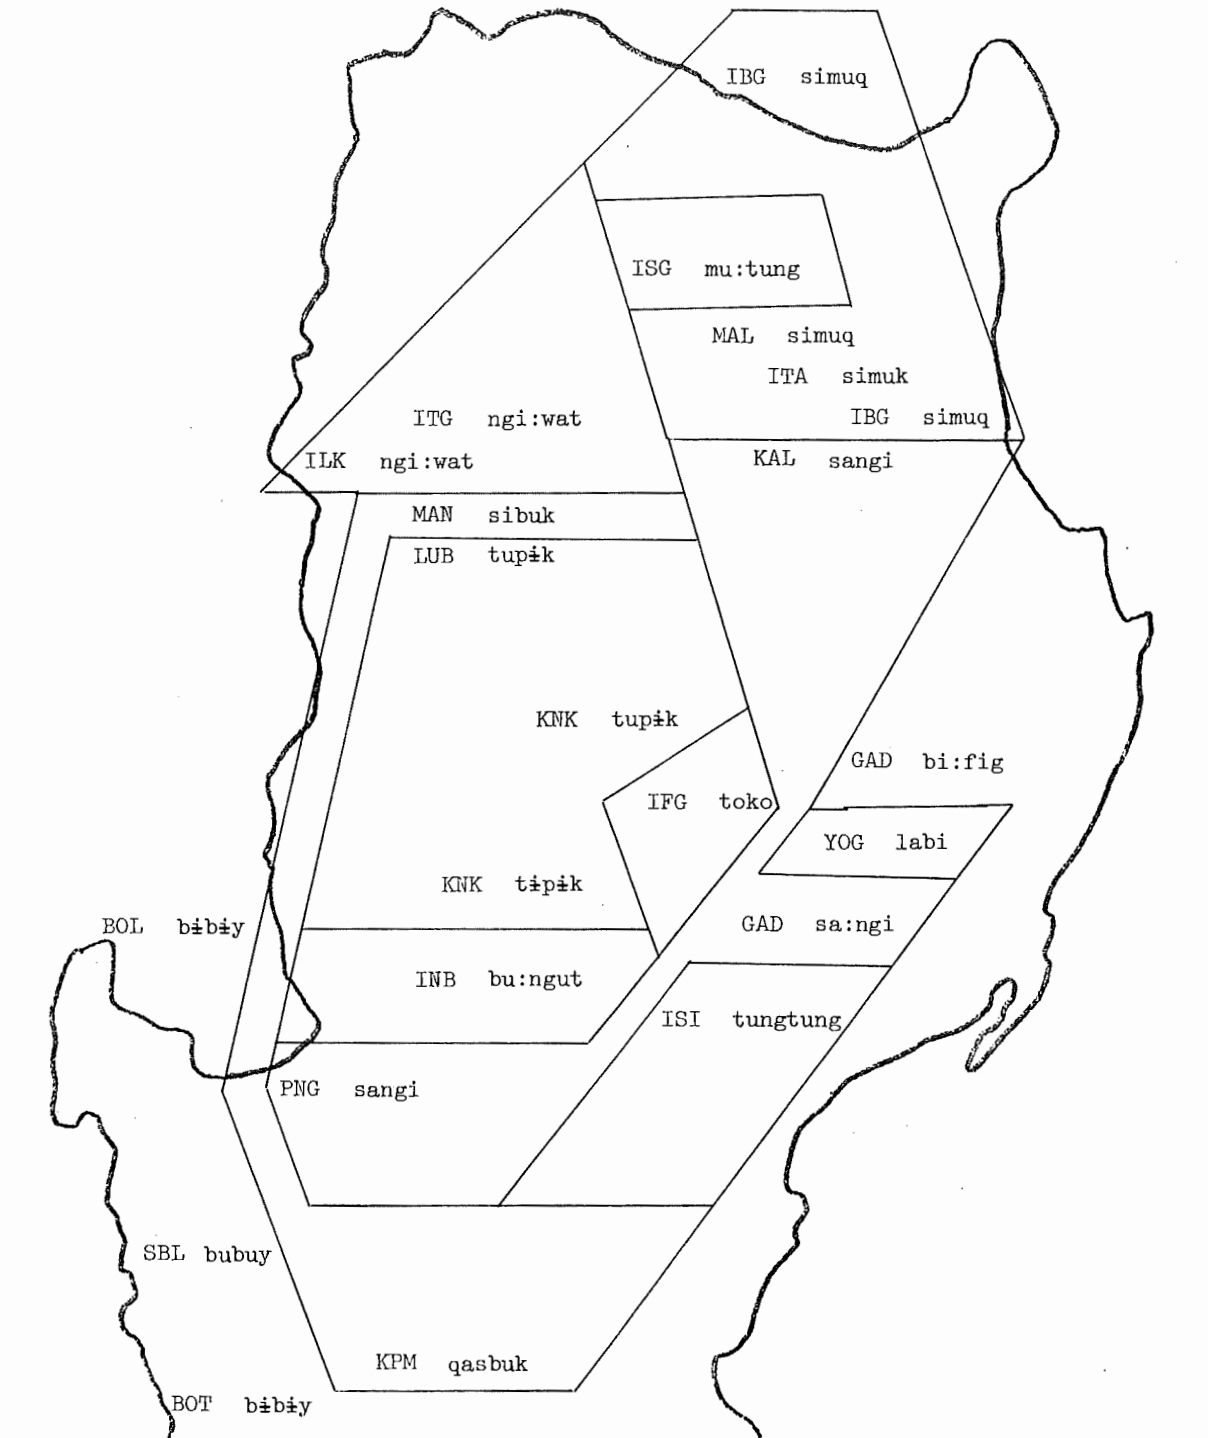 IBG simuq
ISG mu:tung
MAL simuq
ITA simuk
IBG simuq
ITG ngi:wat
KAL sangi
ILK ngi:wat
MAN sibuk
LUB tupɨk
KNK tupɨk
GAD bi:fig
IFG toko
YOG labi
KNK tɨpɨk
GAD sa:ngi
BOL bɨbɨy
INB bu:ngut
ISI tungtung
PNG sangi
SBL bubuy
KPM qasbuk
BOT bɨbɨy